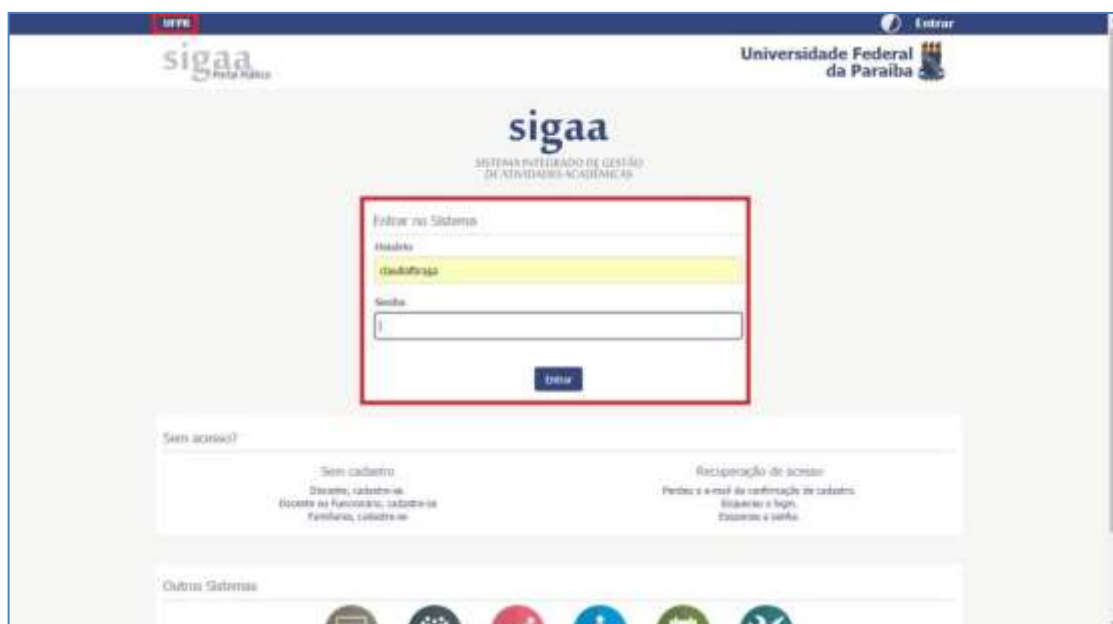 UFPB
Entrar
sigaa
Portal Público
Universidade Federal
da Paraíba
sigaa
SISTEMA INTEGRADO DE GESTÃO
DE ATIVIDADES ACADÊMICAS
Entrar no Sistema
Usuário
Senha
Entrar
Sem acesso?
Sem cadastro
Discente, cadastre-se.
Docente ou Funcionário, cadastre-se
Familiares, cadastre-se
Recuperação de acesso
Perdeu o e-mail de confirmação de cadastro.
Esqueceu o login.
Esqueceu a senha.
Outros Sistemas